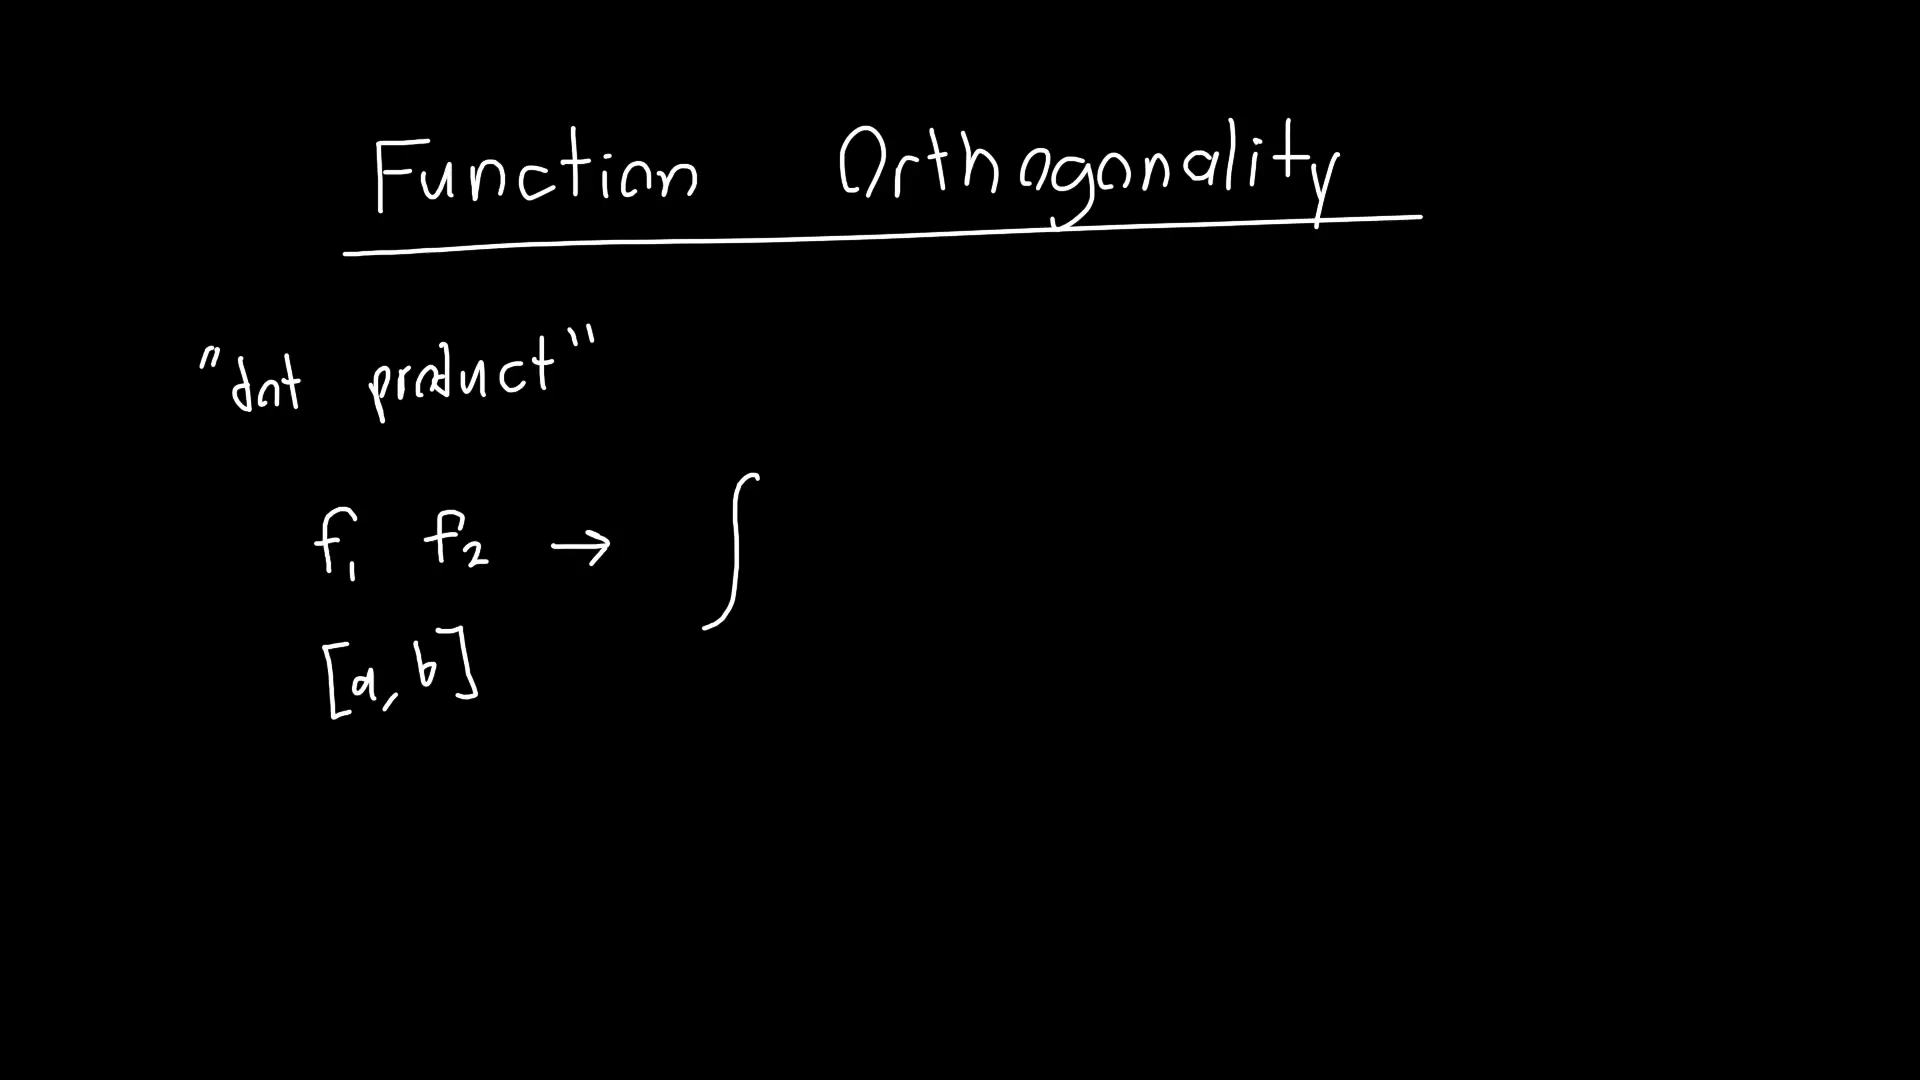 Function Orthogonality
"dot product"
f₁ f₂ → ∫
[a, b]